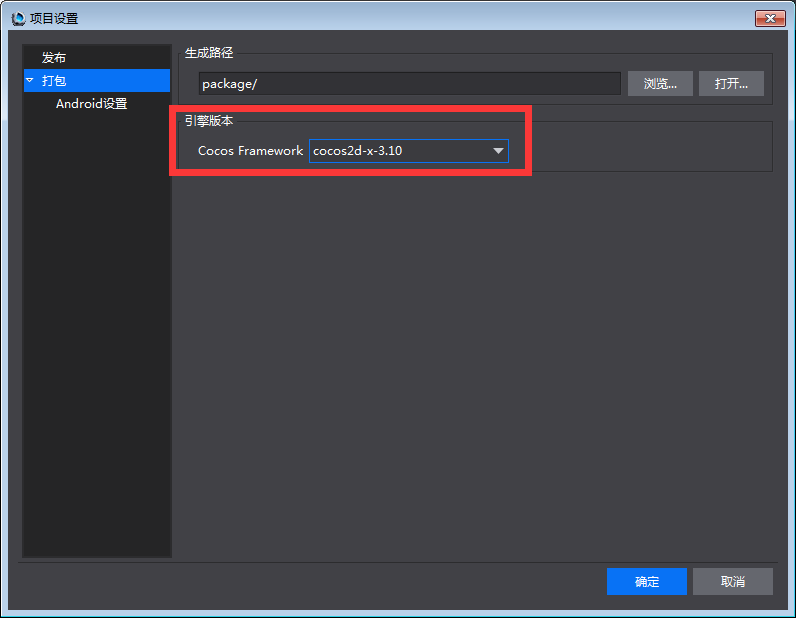 项目设置
发布
打包
Android设置
生成路径
package/
浏览...
打开...
引擎版本
Cocos Framework
cocos2d-x-3.10
确定
取消